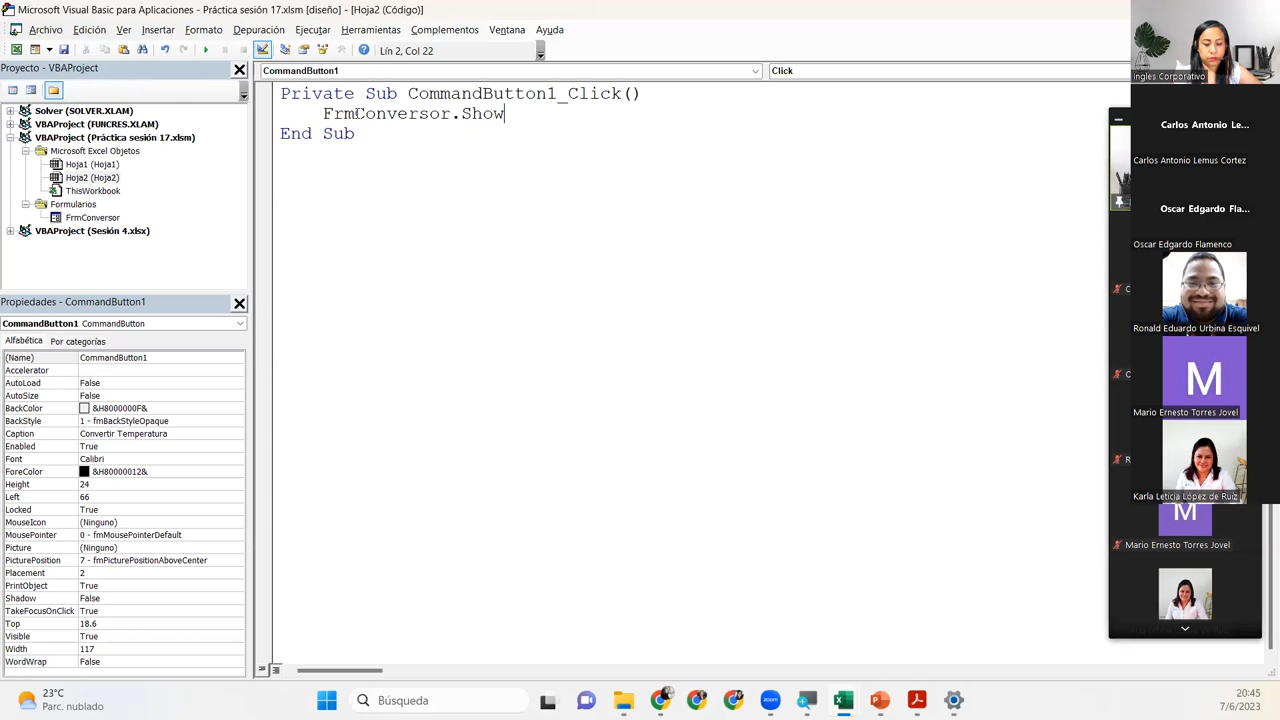 Microsoft Visual Basic para Aplicaciones - Práctica sesión 17.xlsm [diseño] - [Hoja2 (Código)]
Archivo Edición Ver Insertar Formato Depuración Ejecutar Herramientas Complementos Ventana Ayuda
Lín 2, Col 22
Proyecto - VBAProject
Solver (SOLVER.XLAM)
VBAProject (FUNCRES.XLAM)
VBAProject (Práctica sesión 17.xlsm)
Microsoft Excel Objetos
Hoja1 (Hoja1)
Hoja2 (Hoja2)
ThisWorkbook
Formularios
FrmConversor
VBAProject (Sesión 4.xlsx)
Propiedades - CommandButton1
CommandButton1 CommandButton
Alfabética Por categorías
(Name) CommandButton1
Accelerator
AutoLoad False
AutoSize False
BackColor &H8000000F&
BackStyle 1 - fmBackStyleOpaque
Caption Convertir Temperatura
Enabled True
Font Calibri
ForeColor &H80000012&
Height 24
Left 66
Locked True
MouseIcon (Ninguno)
MousePointer 0 - fmMousePointerDefault
Picture (Ninguno)
PicturePosition 7 - fmPicturePositionAboveCenter
Placement 2
PrintObject True
Shadow False
TakeFocusOnClick True
Top 18.6
Visible True
Width 117
WordWrap False
CommandButton1 Click
Private Sub CommandButton1_Click()
FrmConversor.Show
End Sub
Ingles Corporativo
Carlos Antonio Le...
Carlos Antonio Lemus Cortez
Oscar Edgardo Fla...
Oscar Edgardo Flamenco
C
Ronald Eduardo Urbina Esquivel
M
Mario Ernesto Torres Jovel
R
Karla Leticia López de Ruiz
M
Mario Ernesto Torres Jovel
23°C
Parc. nublado
Búsqueda
20:45
7/6/2023